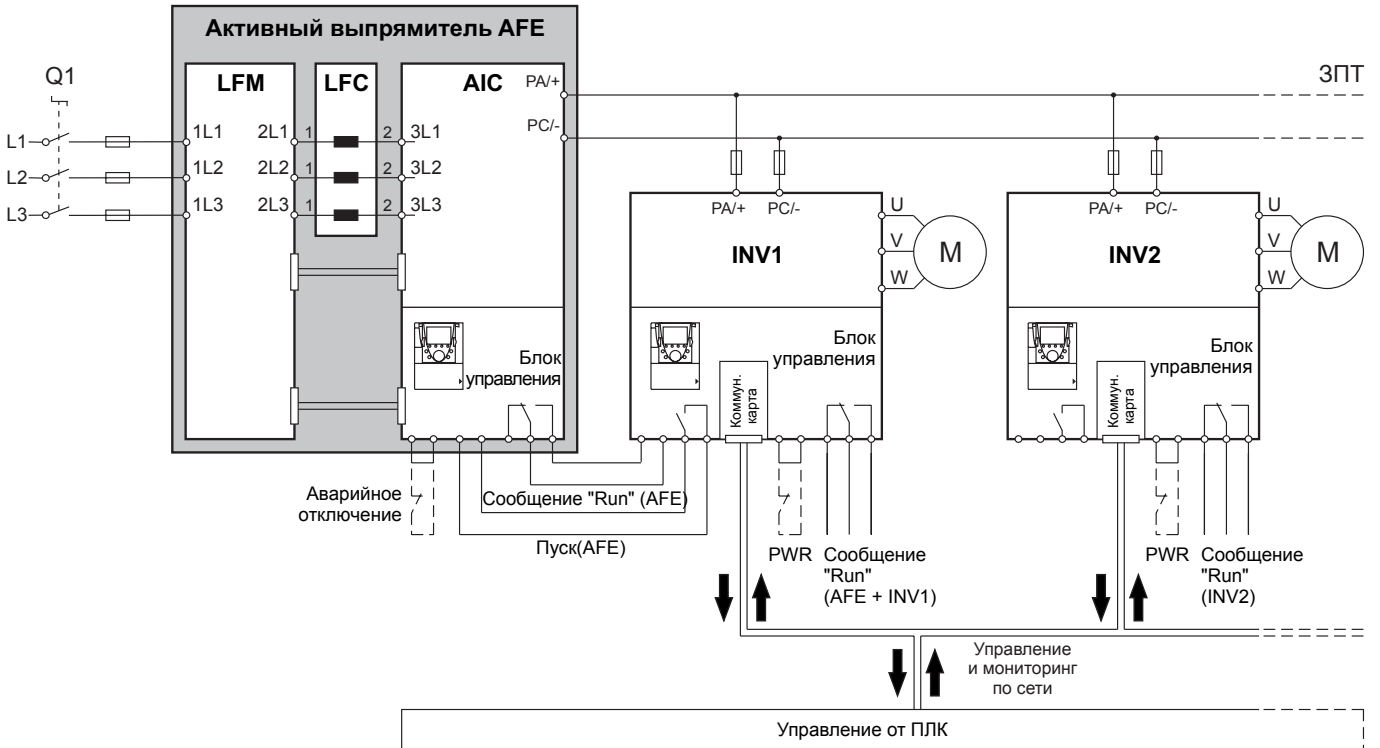 Активный выпрямитель AFE
Q1
LFM
LFC
AIC
PA/+
ЗПТ
PC/-
L1
1L1
2L1
1
2
3L1
L2
1L2
2L2
1
2
3L2
L3
1L3
2L3
1
2
3L3
PA/+
PC/-
U
V
W
INV1
M
PA/+
PC/-
U
V
W
INV2
M
Блок
управления
Блок
управления
Коммун.
карта
Блок
управления
Коммун.
карта
Аварийное
отключение
Сообщение "Run" (AFE)
Пуск(AFE)
PWR
Сообщение
"Run"
(AFE + INV1)
PWR
Сообщение
"Run"
(INV2)
Управление
и мониторинг
по сети
Управление от ПЛК